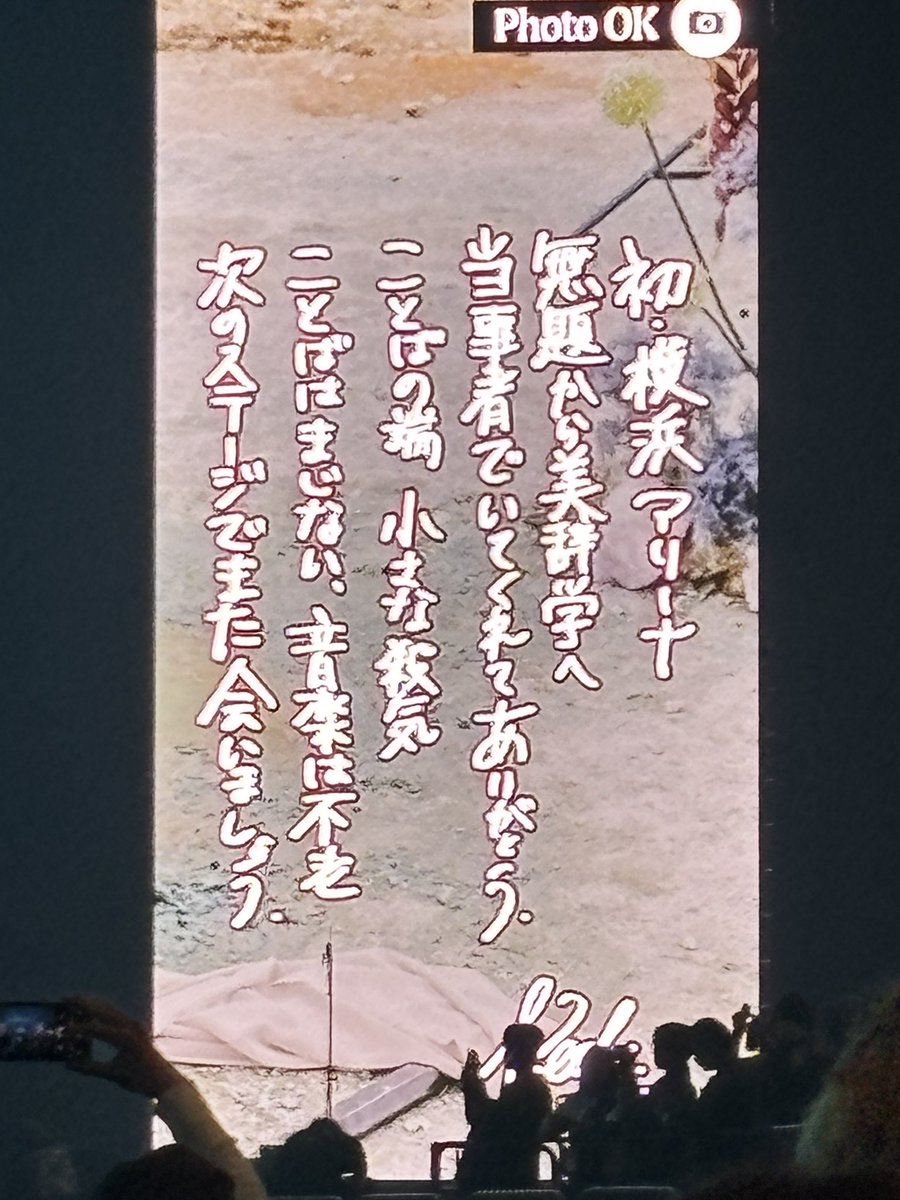 Photo OK
初・横浜アリーナ
無題から美辞学へ
当事者でいてくれてありがとう.
ことばの端 小さな殺気
ことばはまじない. 音楽は不老
次のステージでまた会いましょう.